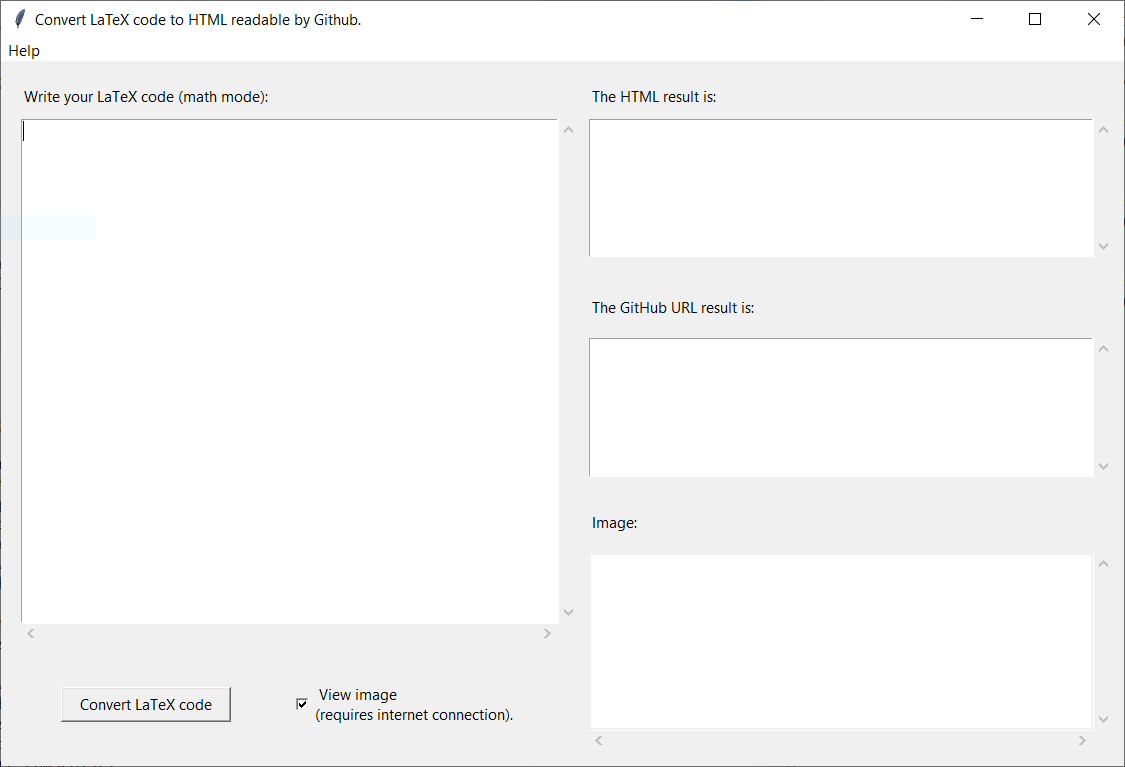 Convert LaTeX code to HTML readable by Github.
Help
Write your LaTeX code (math mode):
The HTML result is:
The GitHub URL result is:
Image:
Convert LaTeX code
View image
(requires internet connection).